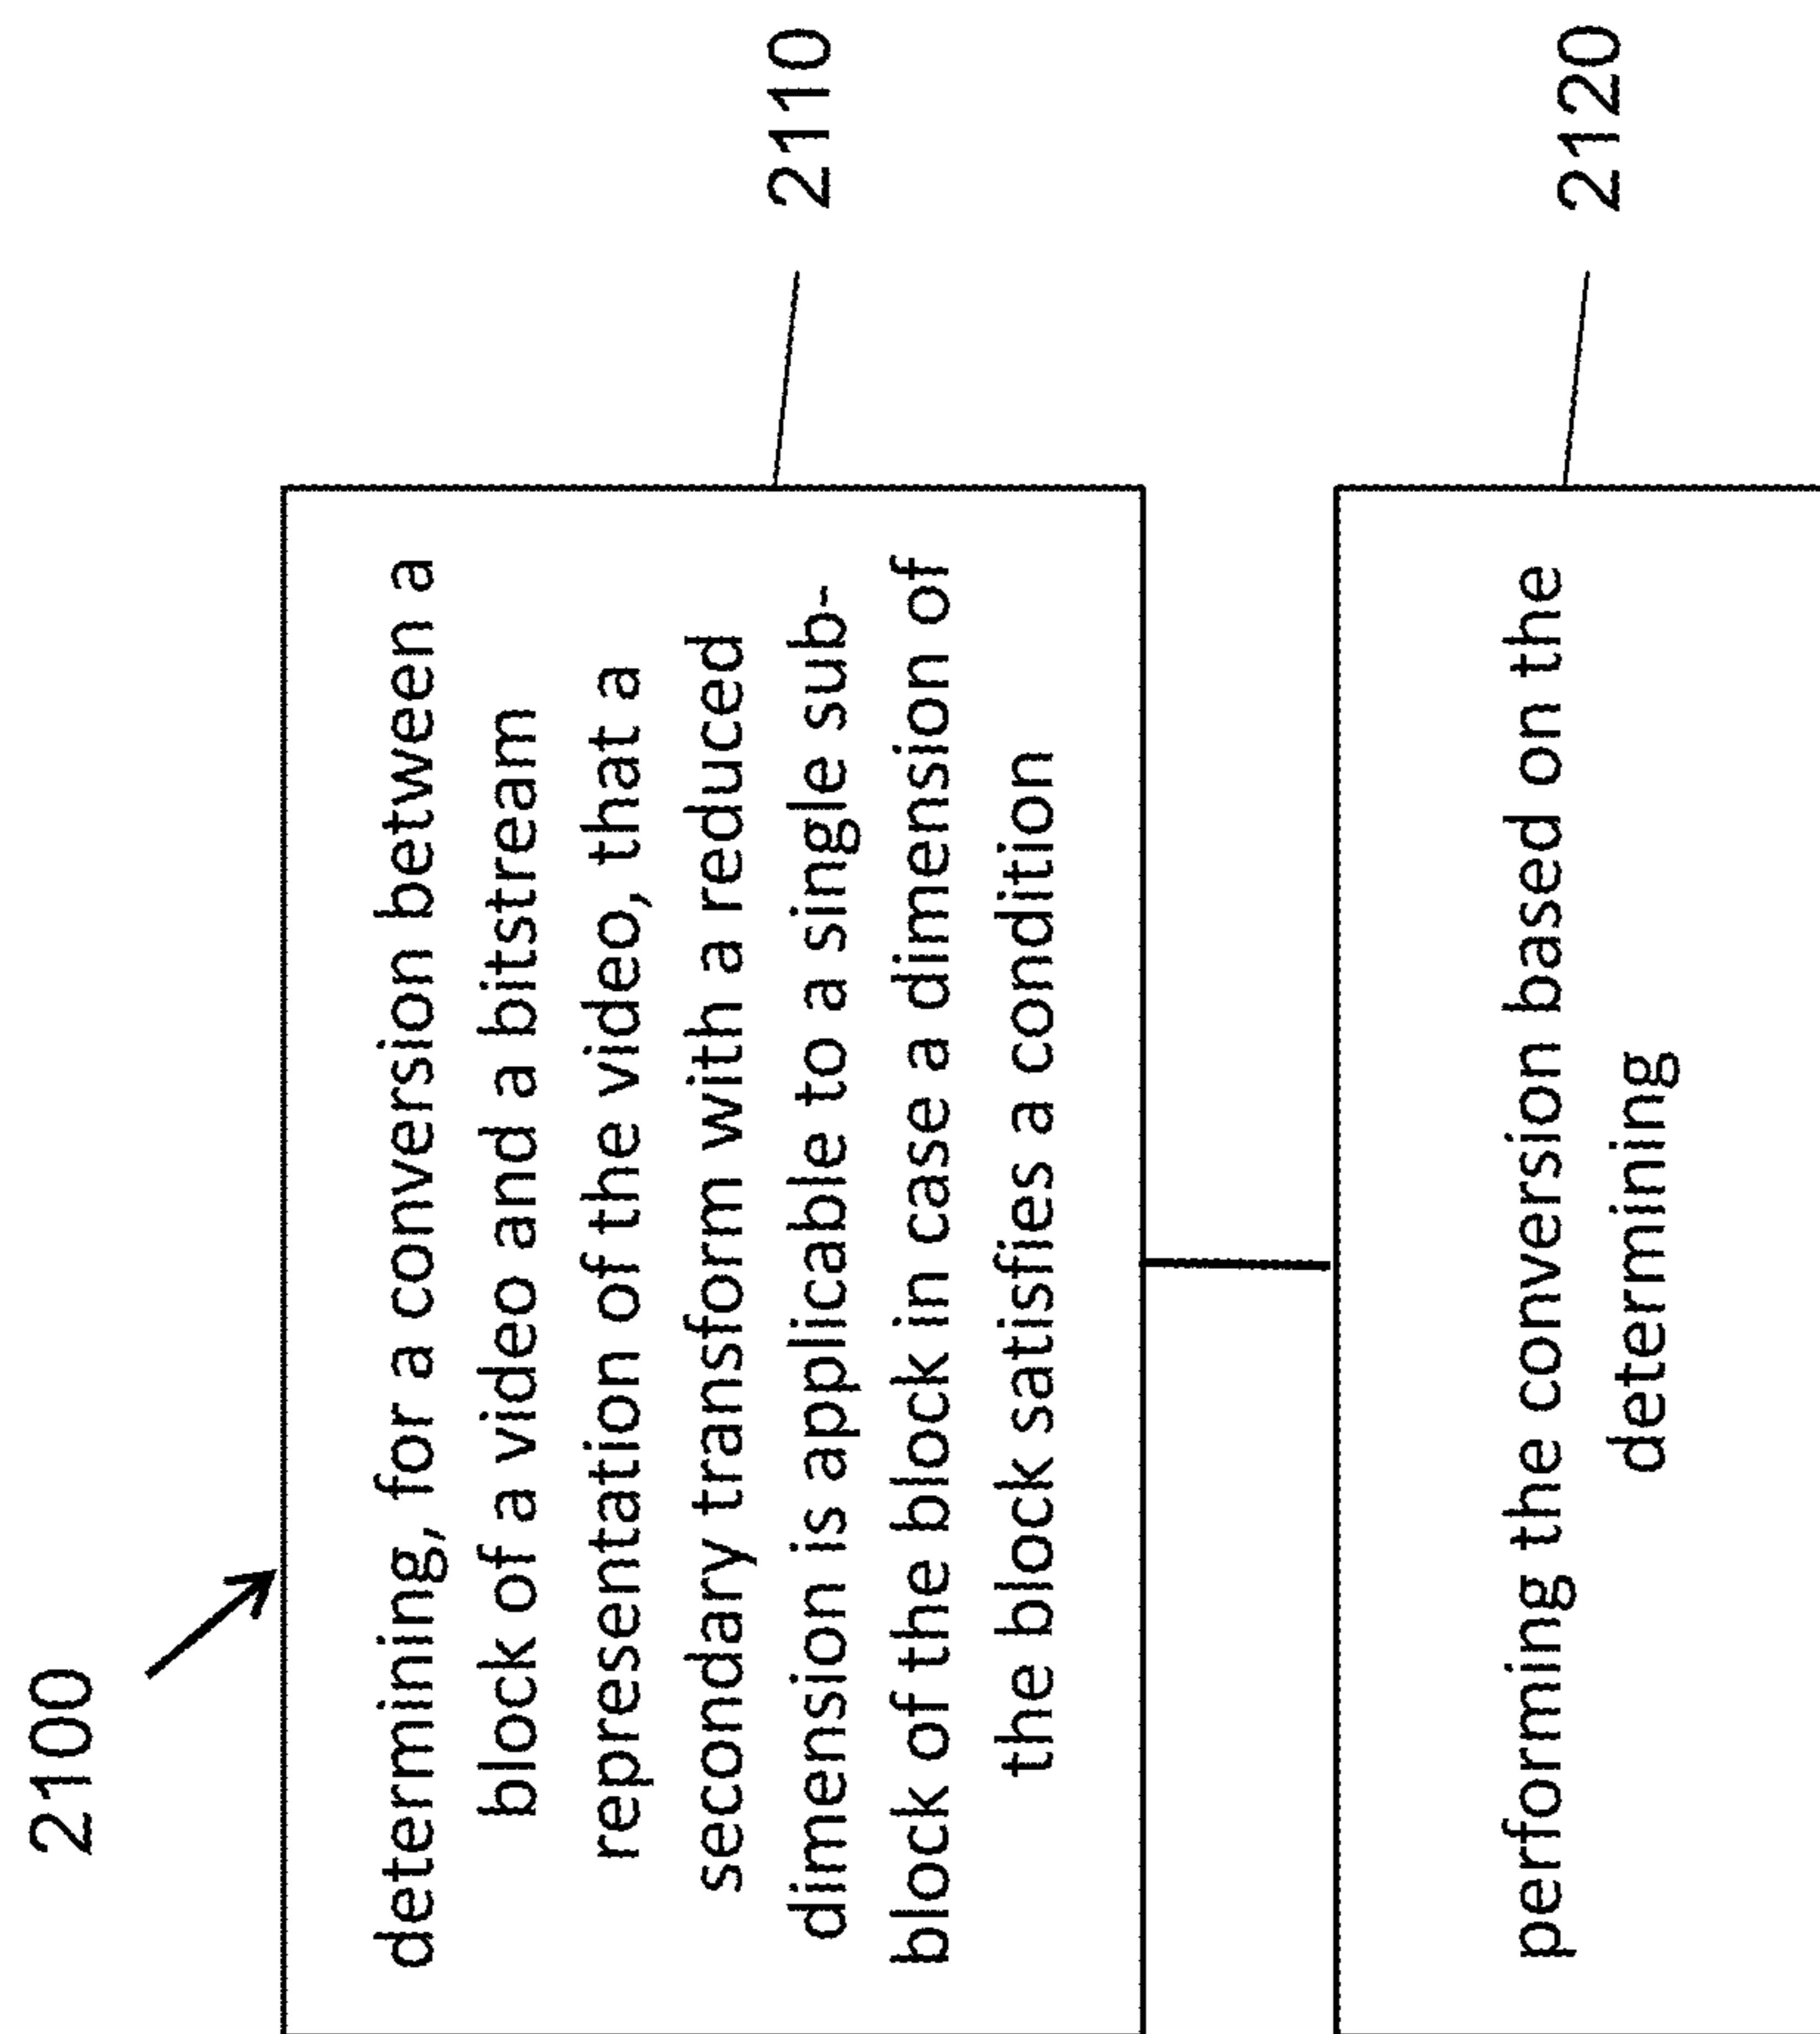 2100
determining, for a conversion between a
block of a video and a bitstream
representation of the video, that a
secondary transform with a reduced
dimension is applicable to a single sub-
block of the block in case a dimension of
the block satisfies a condition
2110
performing the conversion based on the
determining
2120